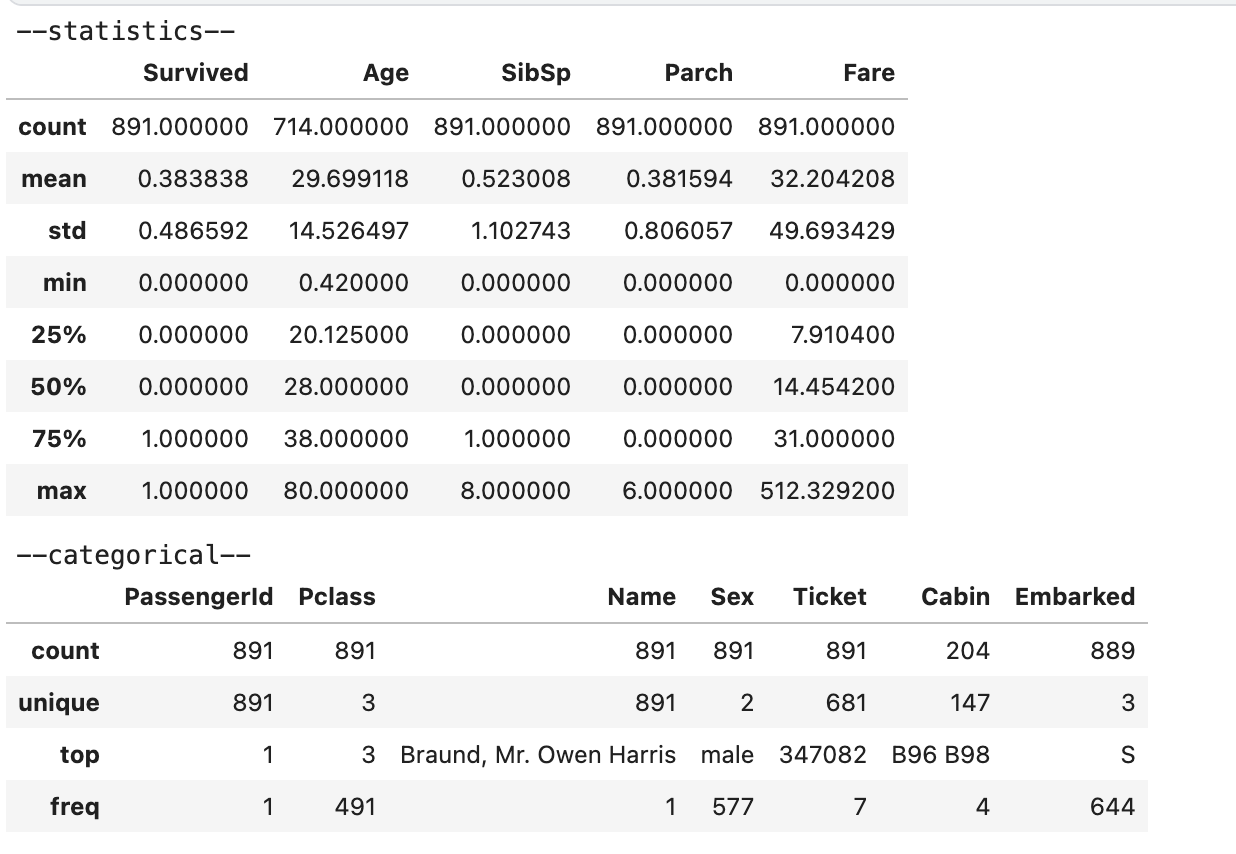 --statistics--
Survived Age SibSp Parch Fare
count 891.000000 714.000000 891.000000 891.000000 891.000000
mean 0.383838 29.699118 0.523008 0.381594 32.204208
std 0.486592 14.526497 1.102743 0.806057 49.693429
min 0.000000 0.420000 0.000000 0.000000 0.000000
25% 0.000000 20.125000 0.000000 0.000000 7.910400
50% 0.000000 28.000000 0.000000 0.000000 14.454200
75% 1.000000 38.000000 1.000000 0.000000 31.000000
max 1.000000 80.000000 8.000000 6.000000 512.329200
--categorical--
PassengerId Pclass Name Sex Ticket Cabin Embarked
count 891 891 891 891 891 204 889
unique 891 3 891 2 681 147 3
top 1 3 Braund, Mr. Owen Harris male 347082 B96 B98 S
freq 1 491 1 577 7 4 644